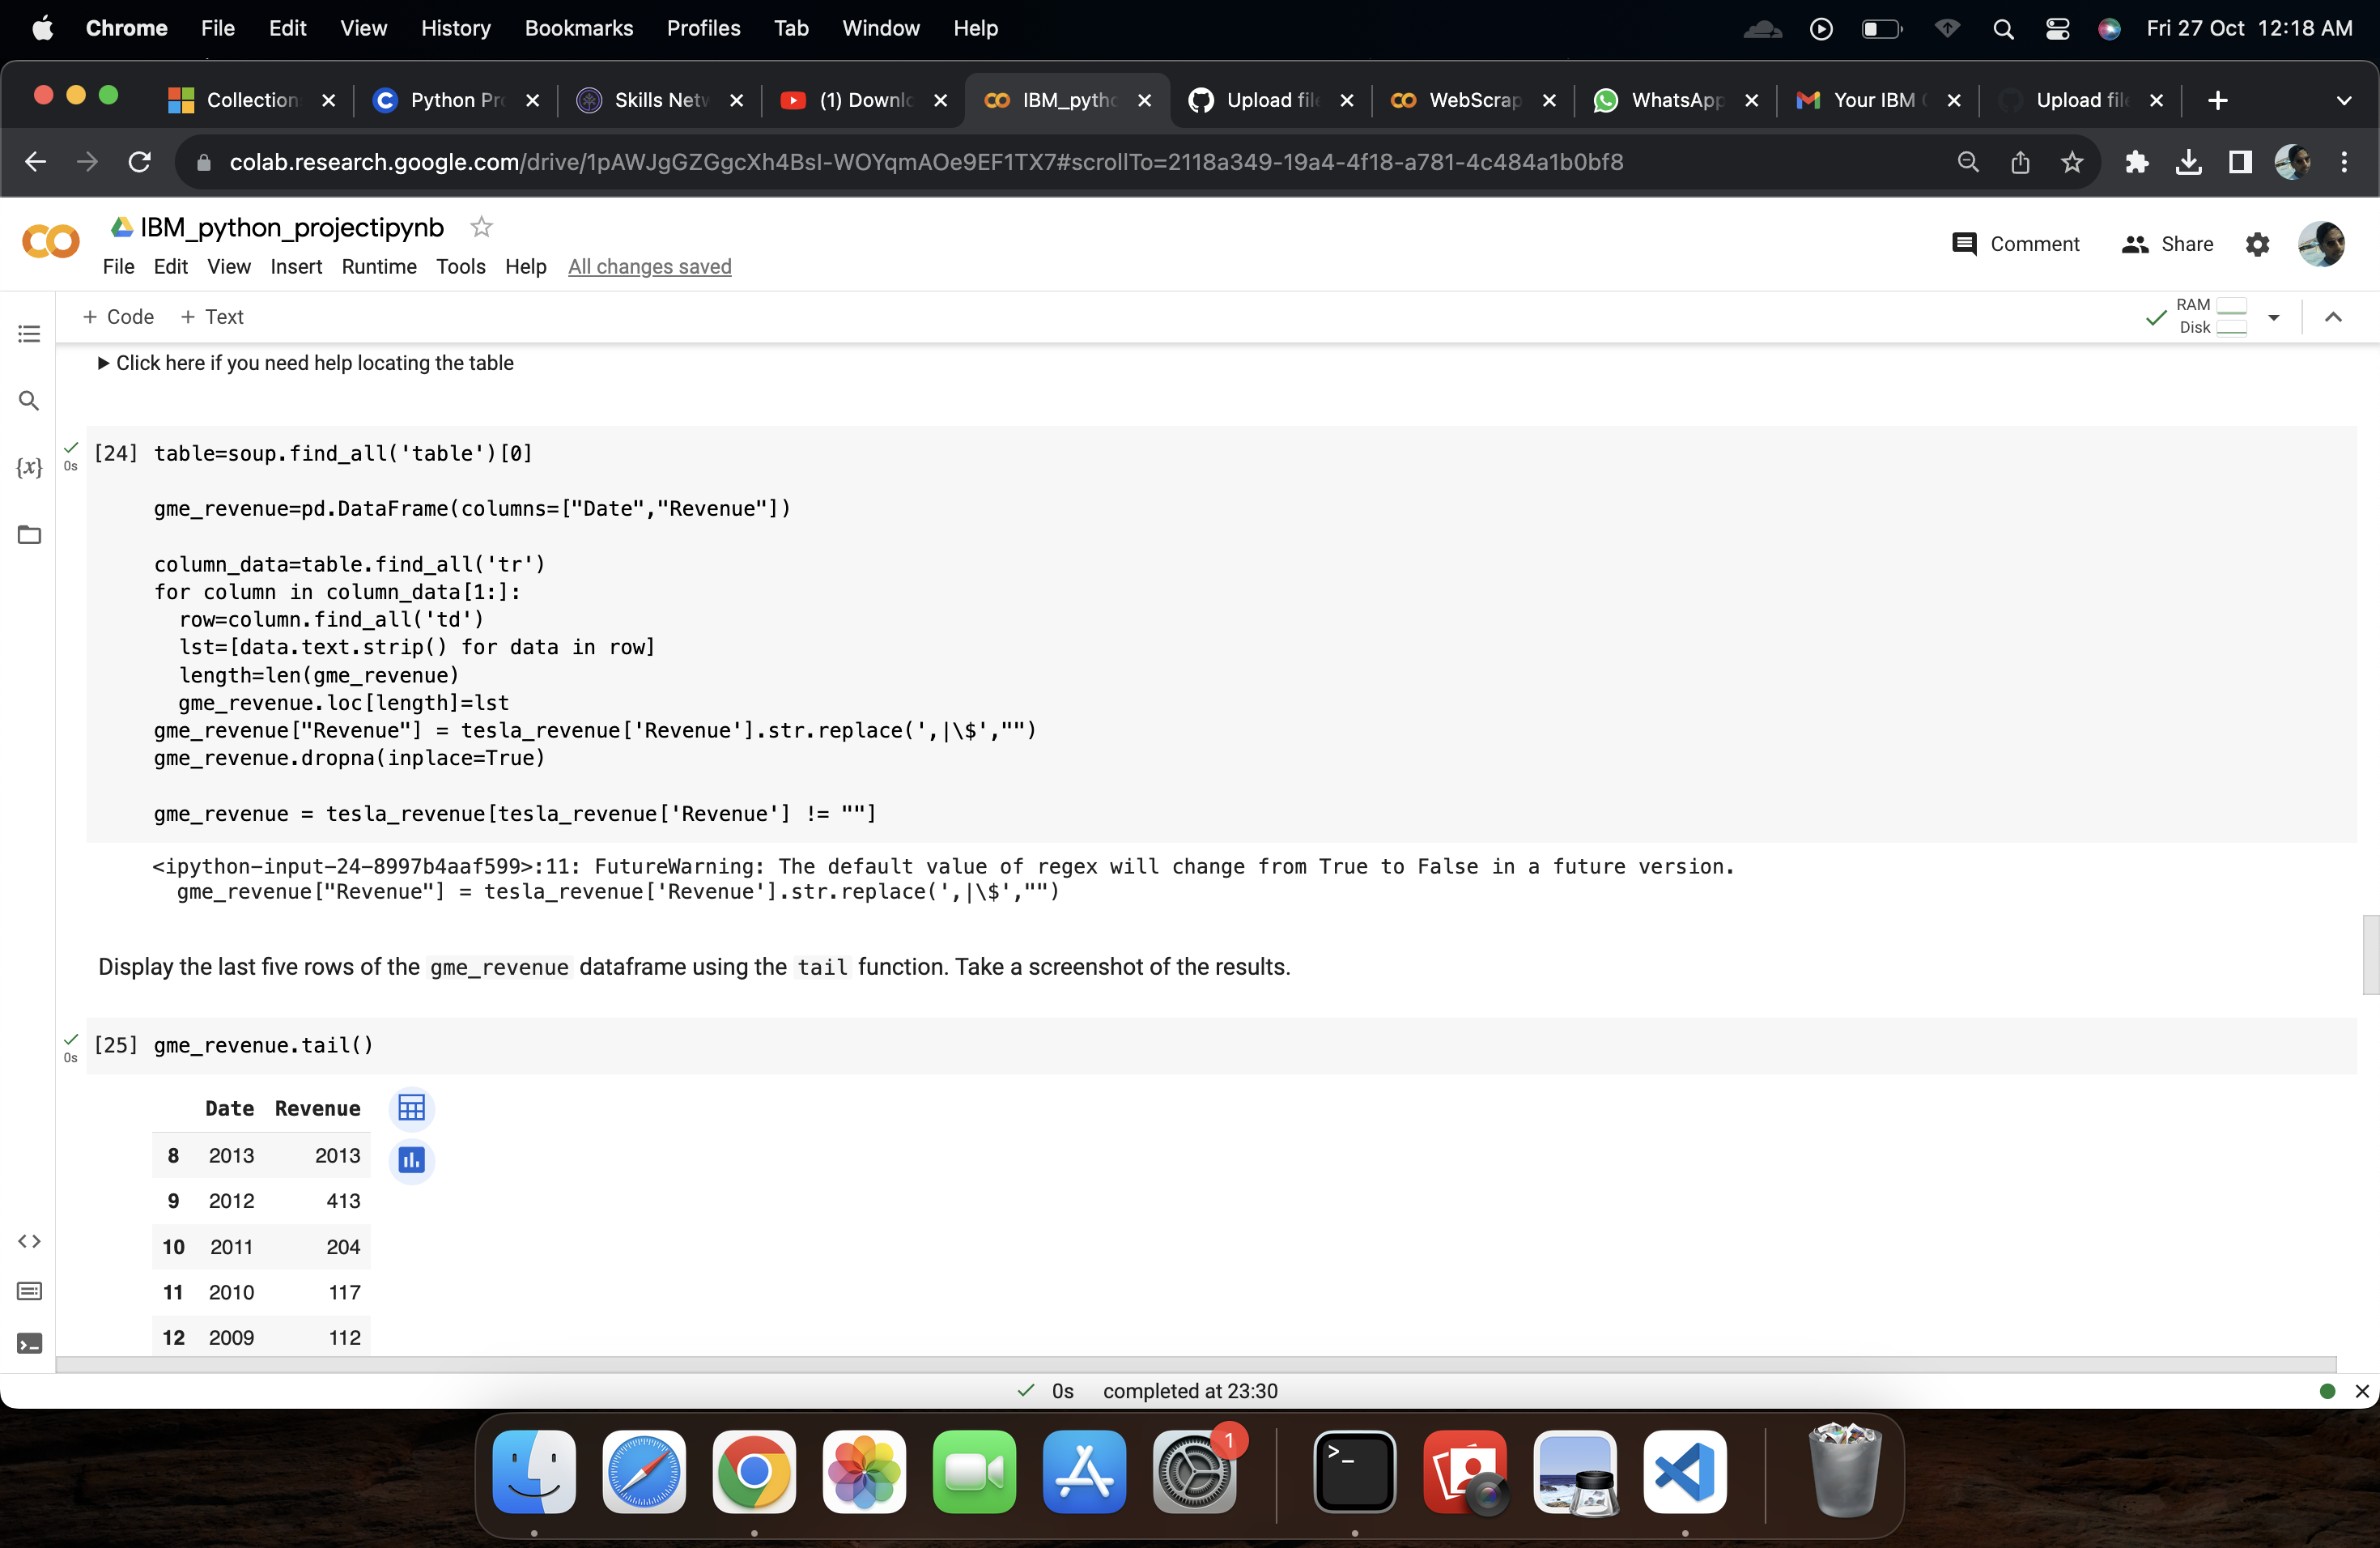 Chrome File Edit View History Bookmarks Profiles Tab Window Help Fri 27 Oct 12:18 AM
Collection Python Pr Skills Netw (1) Downlo IBM_pytho Upload file WebScrap WhatsApp Your IBM Upload file
colab.research.google.com/drive/1pAWJgGZGgcXh4BsI-WOYqmAOe9EF1TX7#scrollTo=2118a349-19a4-4f18-a781-4c484a1b0bf8
IBM_python_projectipynb
Comment Share
File Edit View Insert Runtime Tools Help All changes saved
+ Code + Text
RAM
Disk
Click here if you need help locating the table
{x}
0s
[24] table=soup.find_all('table')[0]
gme_revenue=pd.DataFrame(columns=["Date","Revenue"])
column_data=table.find_all('tr')
for column in column_data[1:]:
row=column.find_all('td')
lst=[data.text.strip() for data in row]
length=len(gme_revenue)
gme_revenue.loc[length]=lst
gme_revenue["Revenue"] = tesla_revenue['Revenue'].str.replace(',|\$',"")
gme_revenue.dropna(inplace=True)
gme_revenue = tesla_revenue[tesla_revenue['Revenue'] != ""]
<ipython-input-24-8997b4aaf599>:11: FutureWarning: The default value of regex will change from True to False in a future version.
gme_revenue["Revenue"] = tesla_revenue['Revenue'].str.replace(',|\$',"")
Display the last five rows of the gme_revenue dataframe using the tail function. Take a screenshot of the results.
0s
[25] gme_revenue.tail()
Date Revenue
8 2013 2013
9 2012 413
10 2011 204
11 2010 117
12 2009 112
0s completed at 23:30
1